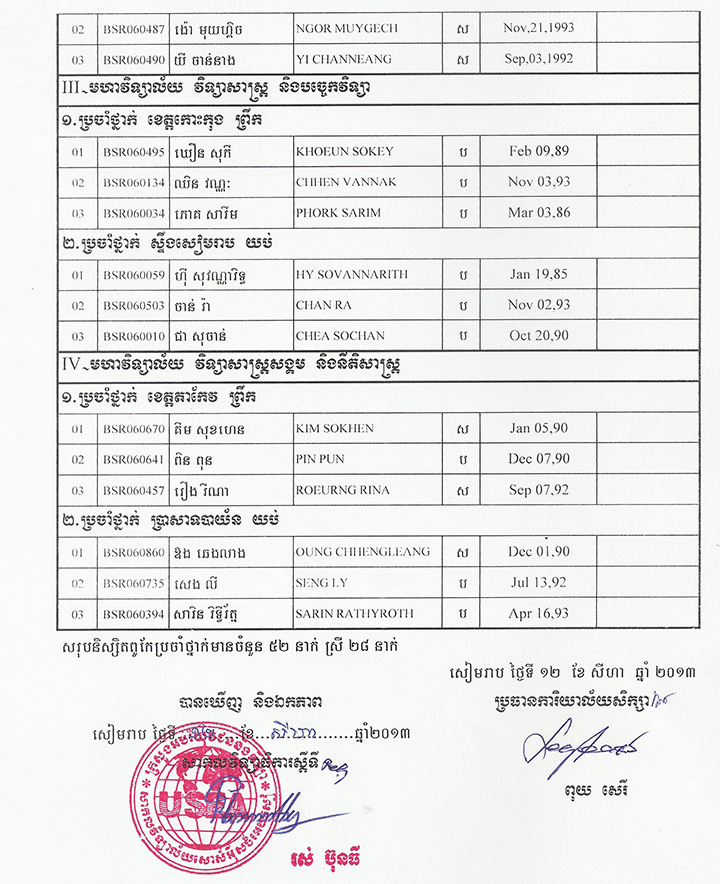 02 BSR060487 ង៉ោ មុយហ្គិច NGOR MUYGECH ស Nov,21,1993
03 BSR060490 យី ចាន់នាង YI CHANNEANG ស Sep,03,1992
III.មហាវិទ្យាល័យ វិទ្យាសាស្ត្រ និងបច្ចេកវិទ្យា
១.ប្រចាំថ្នាក់ ខេត្តកោះកុង ព្រឹក
01 BSR060495 ឃឿន សុគី KHOEUN SOKEY ប Feb 09,89
02 BSR060134 ឈិន វណ្ណៈ CHHEN VANNAK ប Nov 03,93
03 BSR060034 ភោគ សារីម PHORK SARIM ប Mar 03,86
២.ប្រចាំថ្នាក់ ស្ទឹងសៀមរាប យប់
01 BSR060059 ហ៊ី សុវណ្ណារិទ្ធ HY SOVANNARITH ប Jan 19,85
02 BSR060503 ចាន់ រ៉ា CHAN RA ប Nov 02,93
03 BSR060010 ជា សុចាន់ CHEA SOCHAN ប Oct 20,90
IV.មហាវិទ្យាល័យ វិទ្យាសាស្ត្រសង្គម និងនីតិសាស្ត្រ
១.ប្រចាំថ្នាក់ ខេត្តតាកែវ ព្រឹក
01 BSR060670 គិម សុខហេន KIM SOKHEN ស Jan 05,90
02 BSR060641 ពិន ពុន PIN PUN ប Dec 07,90
03 BSR060457 រឿង រីណា ROEURNG RINA ស Sep 07,92
២.ប្រចាំថ្នាក់ ប្រាសាទបាយ័ន យប់
01 BSR060860 ឱង ឆេងលាង OUNG CHHENGLEANG ស Dec 01,90
02 BSR060735 សេង លី SENG LY ប Jul 13,92
03 BSR060394 សារិន រិទ្ធីរ័ត្ន SARIN RATHYROTH ប Apr 16,93
សរុបនិស្សិតពូកែប្រចាំថ្នាក់មានចំនួន ៥២ នាក់ ស្រី ២៨ នាក់
សៀមរាប ថ្ងៃទី ១២ ខែ សីហា ឆ្នាំ ២០១៣
បានឃើញ និងឯកភាព
ប្រធានការិយាល័យសិក្សា
សៀមរាប ថ្ងៃទី ខែ...សីហា........ឆ្នាំ២០១៣
សាកលវិទ្យាធិការស្តីទី
ពុយ សេរី
USEA
រស់ ប៊ុនធី